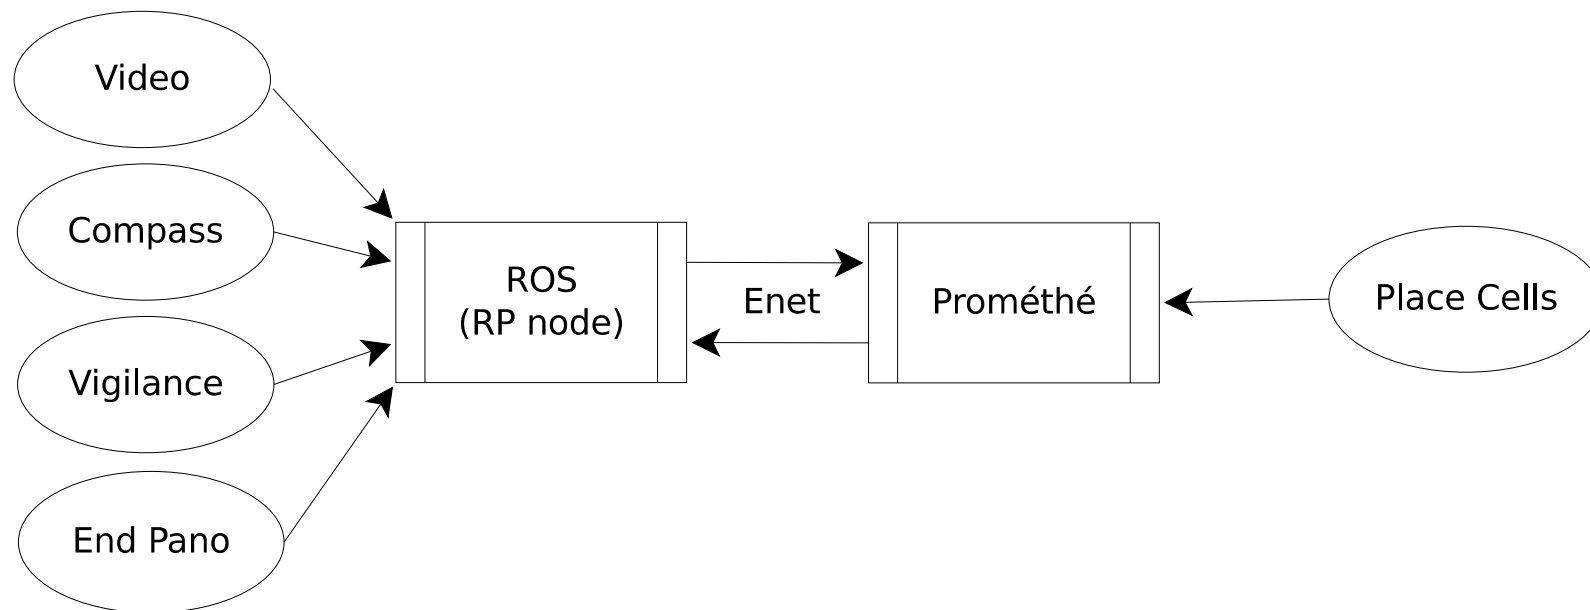 Video
Compass
Vigilance
End Pano
ROS
(RP node)
Enet
Prométhé
Place Cells